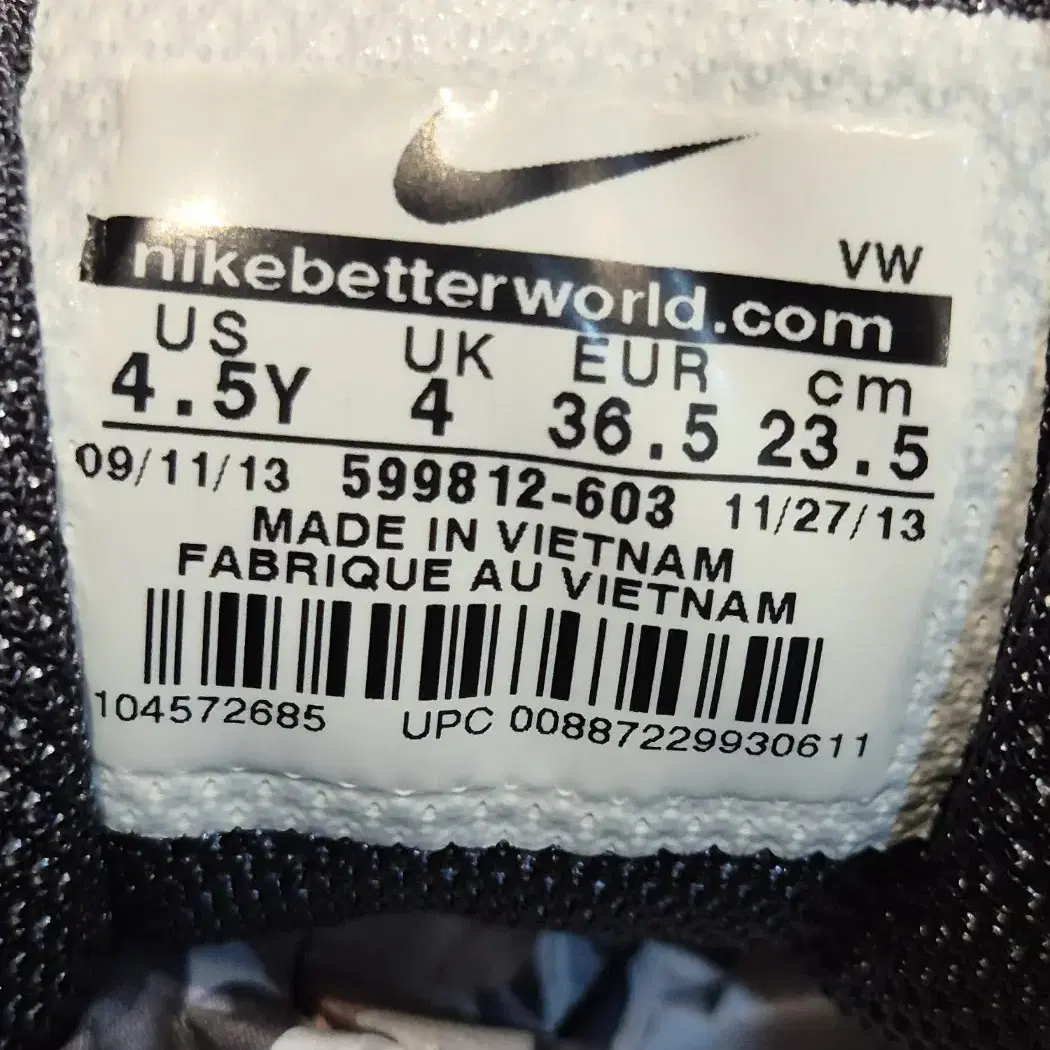 VW
nikebetterworld.com
US UK EUR cm
4.5Y 4 36.5 23.5
09/11/13 599812-603 11/27/13
MADE IN VIETNAM
FABRIQUE AU VIETNAM
104572685 UPC 00887229930611